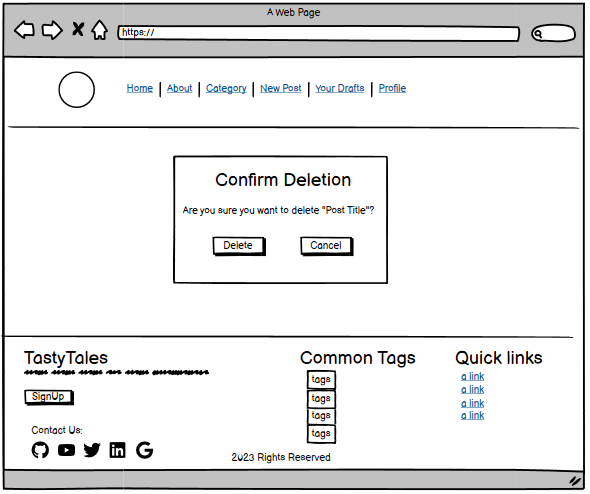 A Web Page
https://
Home | About | Category | New Post | Your Drafts | Profile
Confirm Deletion
Are you sure you want to delete "Post Title"?
Delete
Cancel
TastyTales
SignUp
Contact Us:
Common Tags
tags
tags
tags
tags
Quick links
a link
a link
a link
a link
2023 Rights Reserved